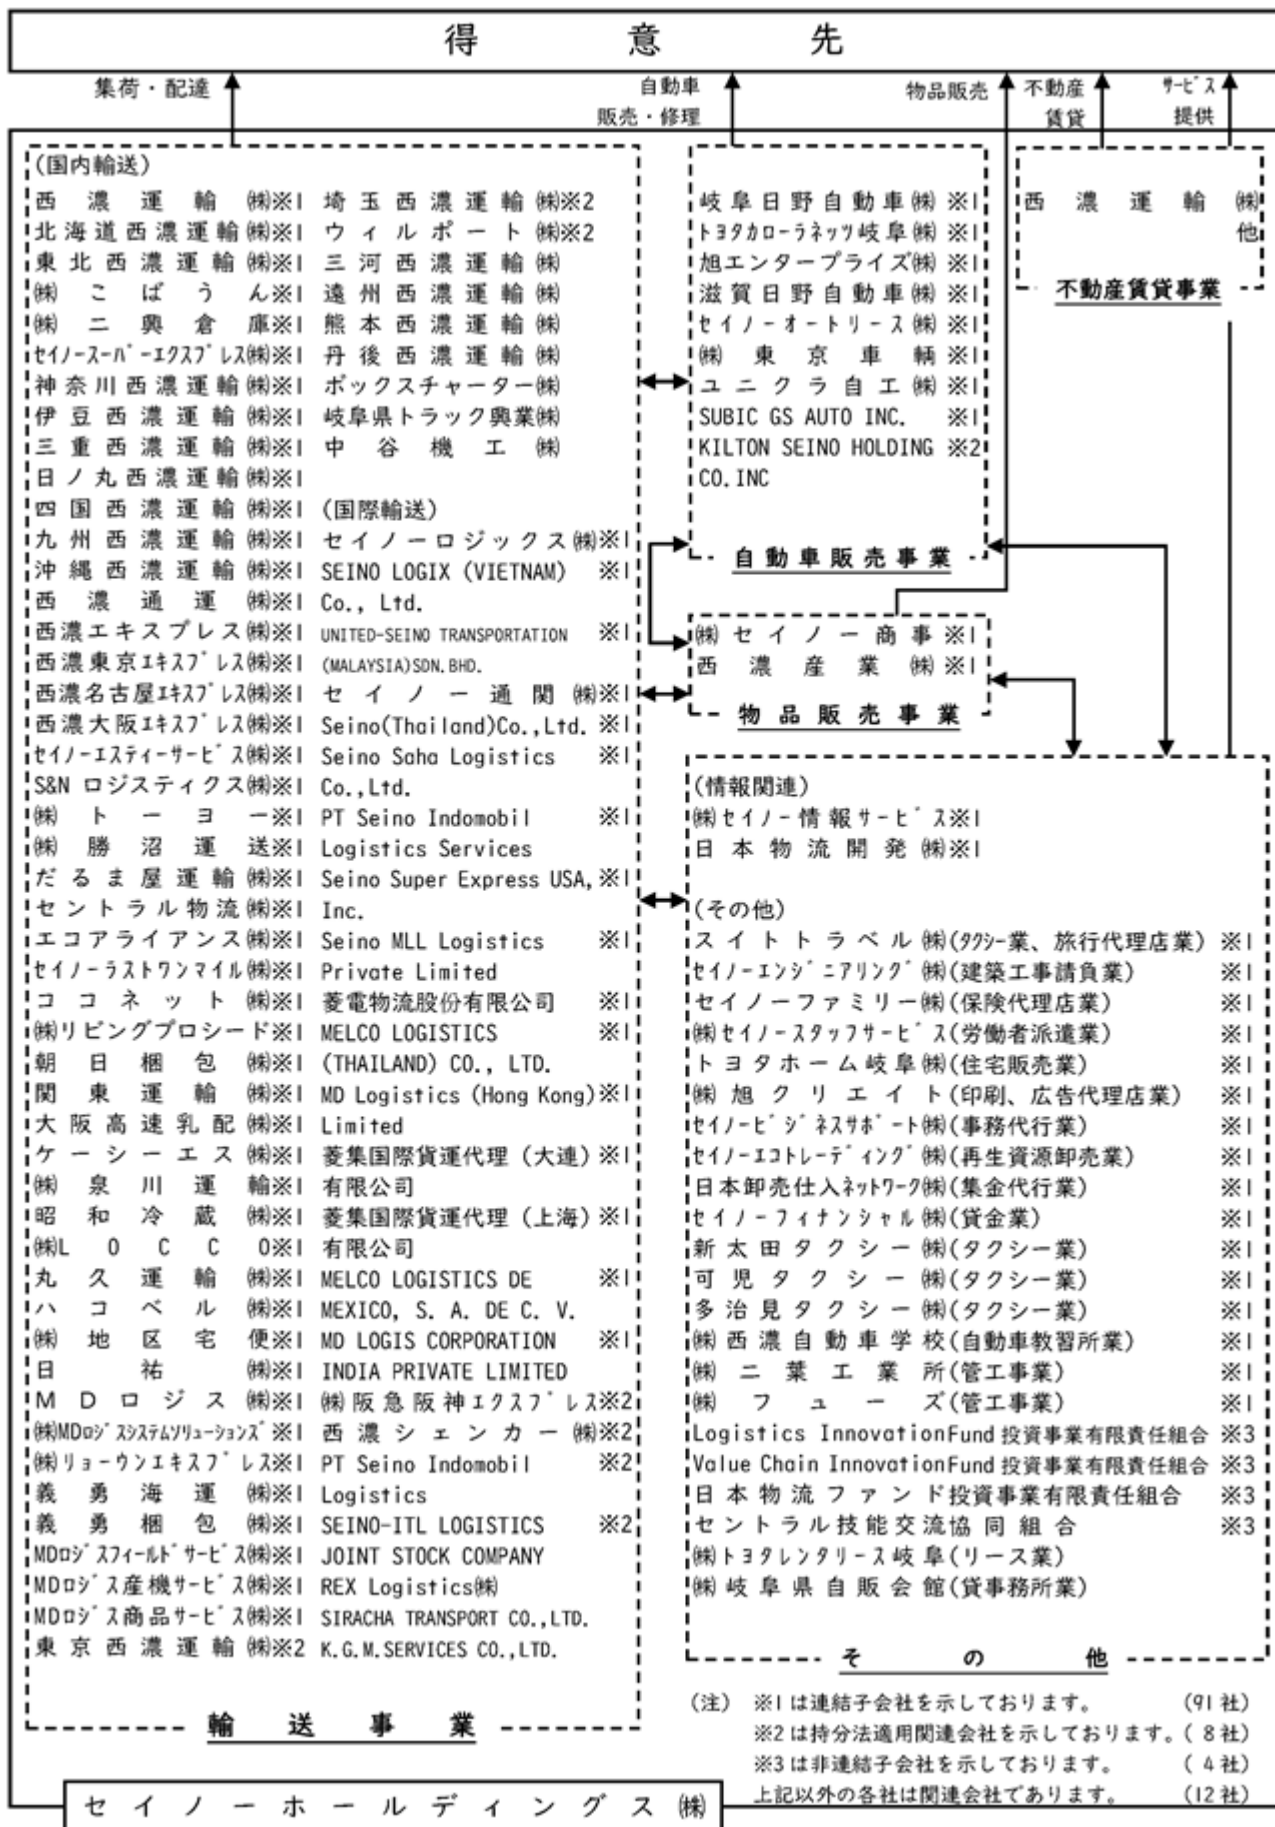 得意先
集荷・配達
自動車
販売・修理
物品販売
不動産
賃貸
サービス
提供
(国内輸送)
西濃運輸㈱※1
北海道西濃運輸㈱※1
東北西濃運輸㈱※1
㈱こばうん※1
㈱二興倉庫※1
セイノースーパーエクスプレス㈱※1
神奈川西濃運輸㈱※1
伊豆西濃運輸㈱※1
三重西濃運輸㈱※1
日ノ丸西濃運輸㈱※1
四国西濃運輸㈱※1
九州西濃運輸㈱※1
沖縄西濃運輸㈱※1
西濃通運㈱※1
西濃エキスプレス㈱※1
西濃東京エキスプレス㈱※1
西濃名古屋エキスプレス㈱※1
西濃大阪エキスプレス㈱※1
セイノーエスティーサービス㈱※1
S&Nロジスティクス㈱※1
㈱トーヨー※1
㈱勝沼運送※1
だるま屋運輸㈱※1
セントラル物流㈱※1
エコアライアンス㈱※1
セイノーラストワンマイル㈱※1
ココネット㈱※1
㈱リビングプロシード※1
朝日梱包㈱※1
関東運輸㈱※1
大阪高速乳配㈱※1
ケーシーエス㈱※1
㈱泉川運輸※1
昭和冷蔵㈱※1
㈱LOCCO※1
丸久運輸㈱※1
ハコベル㈱※1
㈱地区宅便※1
日祐㈱※1
MDロジス㈱※1
㈱MDロジスシステムソリューションズ※1
㈱リョーウンエキスプレス※1
義勇海運㈱※1
義勇梱包㈱※1
MDロジスフィールドサービス㈱※1
MDロジス産機サービス㈱※1
MDロジス商品サービス㈱※1
東京西濃運輸㈱※2
埼玉西濃運輸㈱※2
ウィルポート㈱※2
三河西濃運輸㈱
遠州西濃運輸㈱
熊本西濃運輸㈱
丹後西濃運輸㈱
ボックスチャーター㈱
岐阜県トラック興業㈱
中谷機工㈱
(国際輸送)
セイノーロジックス㈱※1
SEINO LOGIX (VIETNAM) ※1
Co., Ltd.
UNITED-SEINO TRANSPORTATION ※1
(MALAYSIA)SDN.BHD.
セイノー通関㈱※1
Seino(Thailand)Co.,Ltd. ※1
Seino Saha Logistics ※1
Co.,Ltd.
PT Seino Indomobil ※1
Logistics Services
Seino Super Express USA, ※1
Inc.
Seino MLL Logistics ※1
Private Limited
菱電物流股份有限公司 ※1
MELCO LOGISTICS ※1
(THAILAND) CO., LTD.
MD Logistics (Hong Kong) ※1
Limited
菱集国際貨運代理（大連）※1
有限公司
菱集国際貨運代理（上海）※1
有限公司
MELCO LOGISTICS DE ※1
MEXICO, S. A. DE C. V.
MD LOGIS CORPORATION ※1
INDIA PRIVATE LIMITED
㈱阪急阪神エクスプレス※2
西濃シェンカー㈱※2
PT Seino Indomobil ※2
Logistics
SEINO-ITL LOGISTICS ※2
JOINT STOCK COMPANY
REX Logistics㈱
SIRACHA TRANSPORT CO.,LTD.
K.G.M.SERVICES CO.,LTD.
輸送事業
岐阜日野自動車㈱※1
トヨタカローラネッツ岐阜㈱※1
旭エンタープライズ㈱※1
滋賀日野自動車㈱※1
セイノーオートリース㈱※1
㈱東京車輌※1
ユニクラ自工㈱※1
SUBIC GS AUTO INC. ※1
KILTON SEINO HOLDING ※2
CO.INC
自動車販売事業
西濃運輸㈱
他
不動産賃貸事業
㈱セイノー商事※1
西濃産業㈱※1
物品販売事業
(情報関連)
㈱セイノー情報サービス※1
日本物流開発㈱※1
(その他)
スイトトラベル㈱(タクシー業、旅行代理店業) ※1
セイノーエンジニアリング㈱(建築工事請負業) ※1
セイノーファミリー㈱(保険代理店業) ※1
㈱セイノースタッフサービス(労働者派遣業) ※1
トヨタホーム岐阜㈱(住宅販売業) ※1
㈱旭クリエイト(印刷、広告代理店業) ※1
セイノービジネスサポート㈱(事務代行業) ※1
セイノーエコトレーディング㈱(再生資源卸売業) ※1
日本卸売仕入ネットワーク㈱(集金代行業) ※1
セイノーフィナンシャル㈱(貸金業) ※1
新太田タクシー㈱(タクシー業) ※1
可児タクシー㈱(タクシー業) ※1
多治見タクシー㈱(タクシー業) ※1
㈱西濃自動車学校(自動車教習所業) ※1
㈱二葉工業所(管工事業) ※1
㈱フューズ(管工事業) ※1
Logistics InnovationFund 投資事業有限責任組合 ※3
Value Chain InnovationFund 投資事業有限責任組合 ※3
日本物流ファンド投資事業有限責任組合 ※3
セントラル技能交流協同組合 ※3
㈱トヨタレンタリース岐阜(リース業)
㈱岐阜県自販会館(貸事務所業)
その他
(注) ※1は連結子会社を示しております。 (91社)
※2は持分法適用関連会社を示しております。( 8社)
※3は非連結子会社を示しております。 ( 4社)
上記以外の各社は関連会社であります。 (12社)
セイノーホールディングス㈱